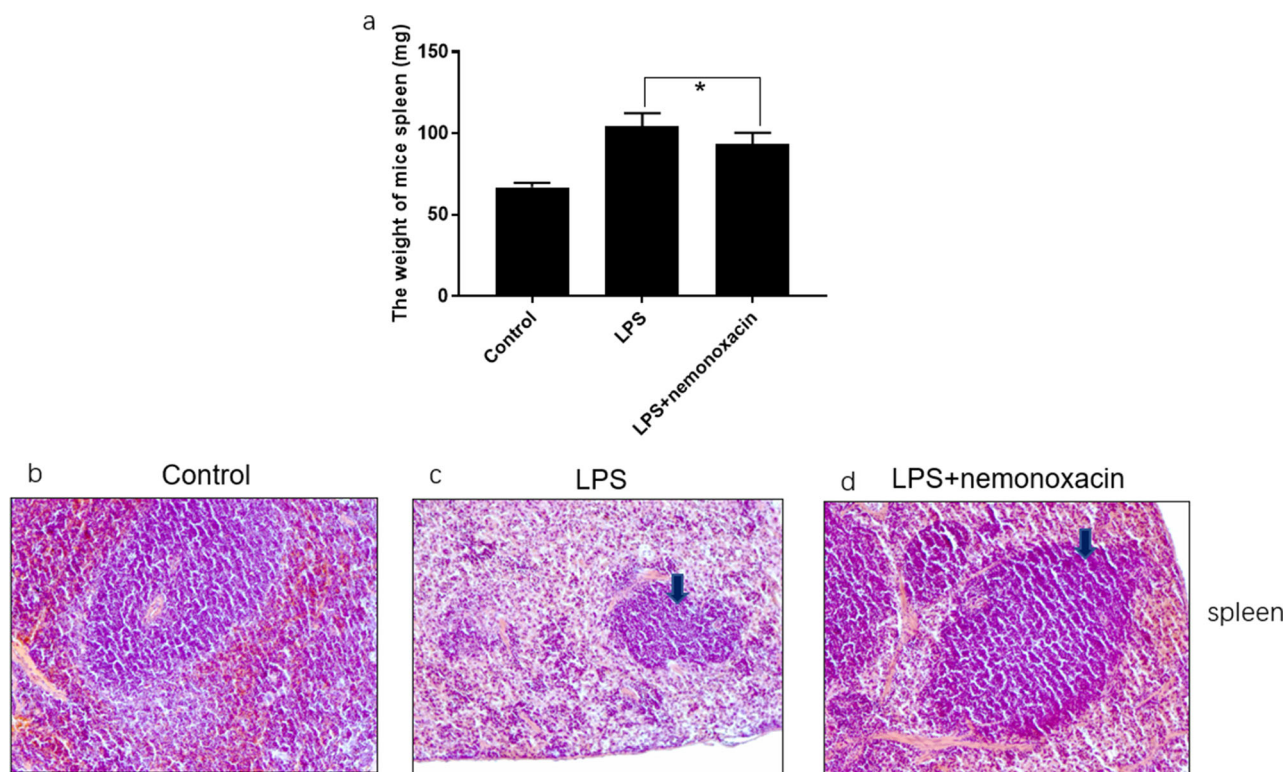 a
The weight of mice spleen (mg)
150
100
50
0
*
Control
LPS
LPS+nemonoxacin
b
Control
c
LPS
d
LPS+nemonoxacin
spleen